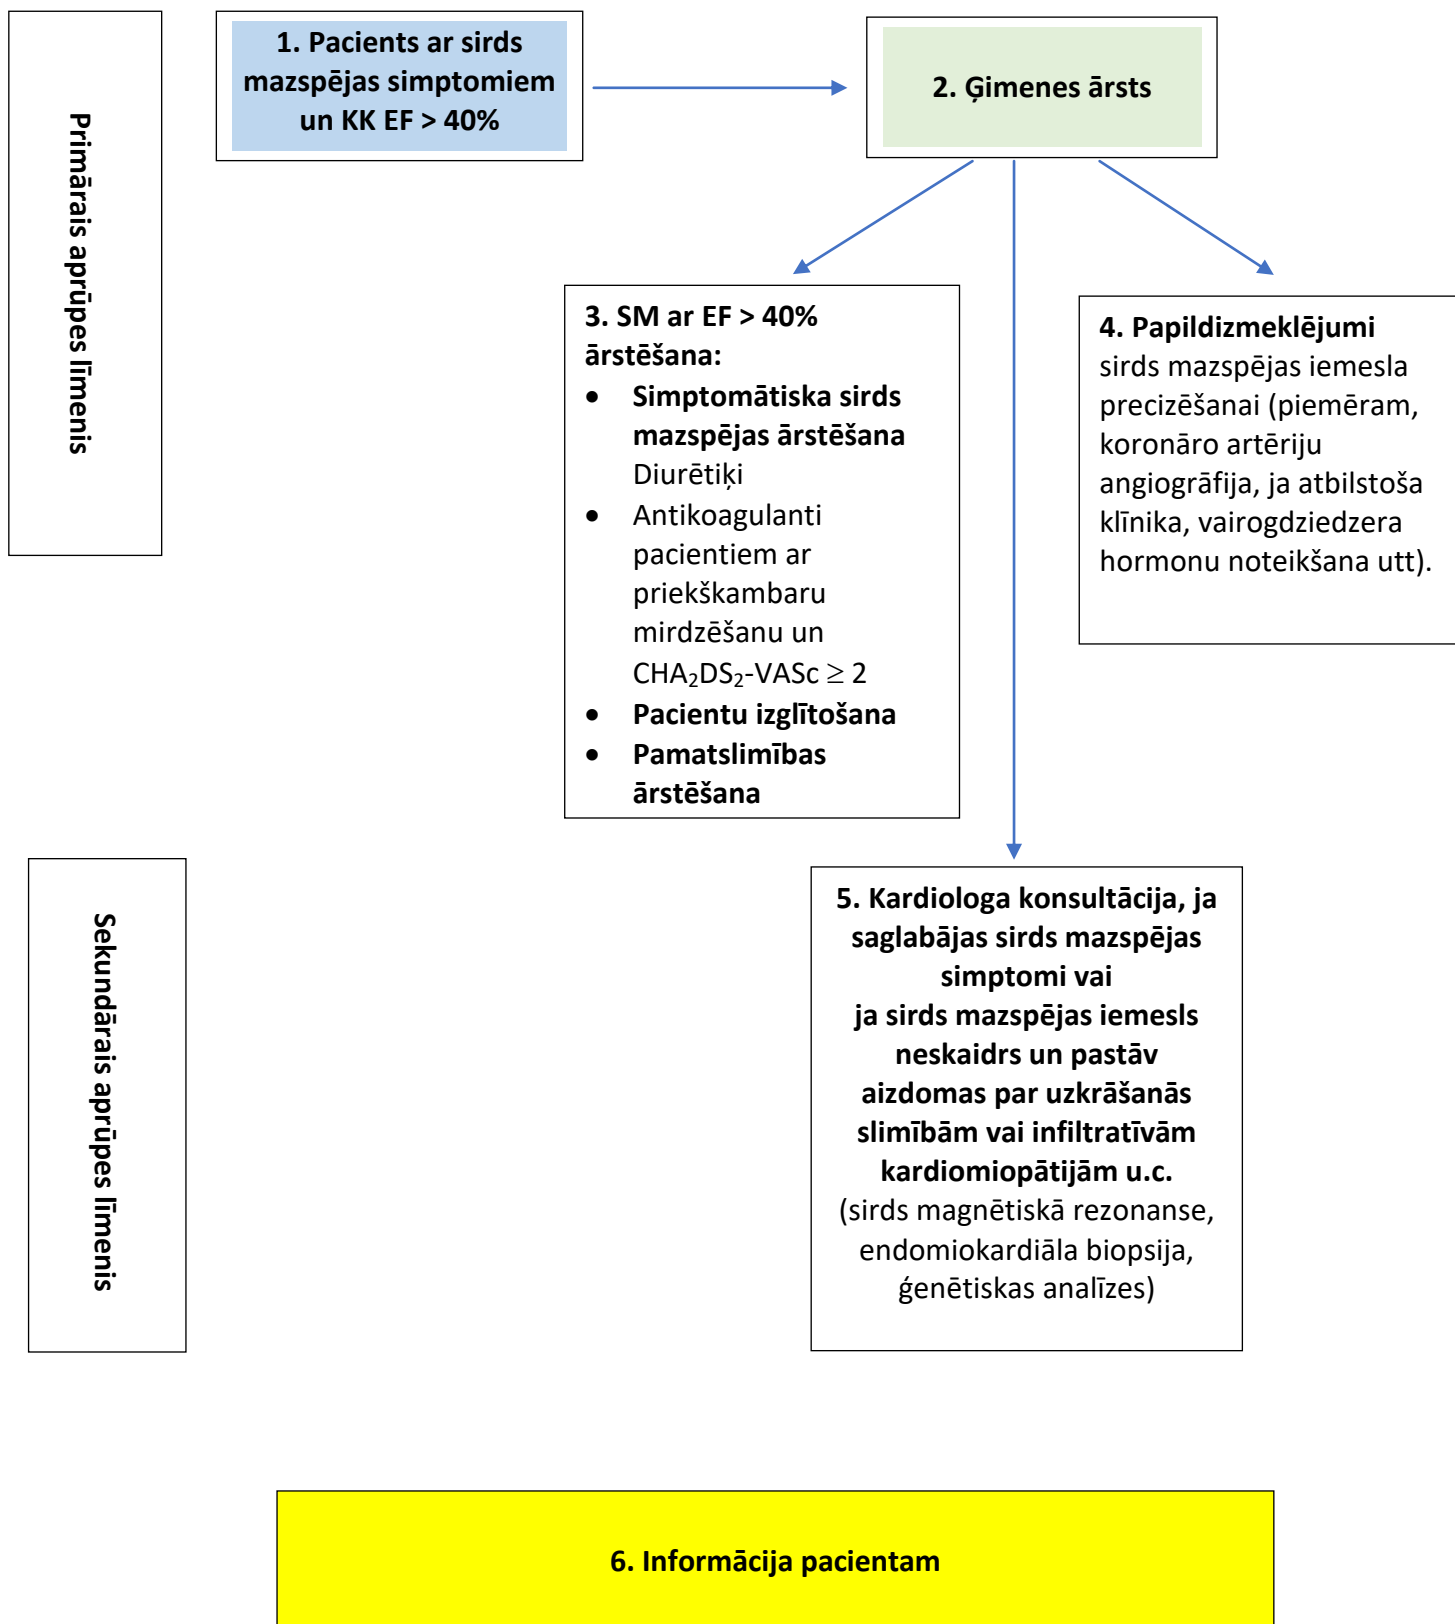 Primārais aprūpes līmenis
1. Pacients ar sirds
mazspējas simptomiem
un KK EF > 40%
2. Ģimenes ārsts
3. SM ar EF > 40%
ārstēšana:
• Simptomātiska sirds
mazspējas ārstēšana
Diurētiķi
• Antikoagulanti
pacientiem ar
priekškambaru
mirdzēšanu un
CHA₂DS₂-VASc ≥ 2
• Pacientu izglītošana
• Pamatslimības
ārstēšana
4. Papildizmeklējumi
sirds mazspējas iemesla
precizēšanai (piemēram,
koronāro artēriju
angiogrāfija, ja atbilstoša
klīnika, vairogdziedzera
hormonu noteikšana utt).
Sekundārais aprūpes līmenis
5. Kardiologa konsultācija, ja
saglabājas sirds mazspējas
simptomi vai
ja sirds mazspējas iemesls
neskaidrs un pastāv
aizdomas par uzkrāšanās
slimībām vai infiltratīvām
kardiomiopātijām u.c.
(sirds magnētiskā rezonanse,
endomiokardiāla biopsija,
ģenētiskas analīzes)
6. Informācija pacientam